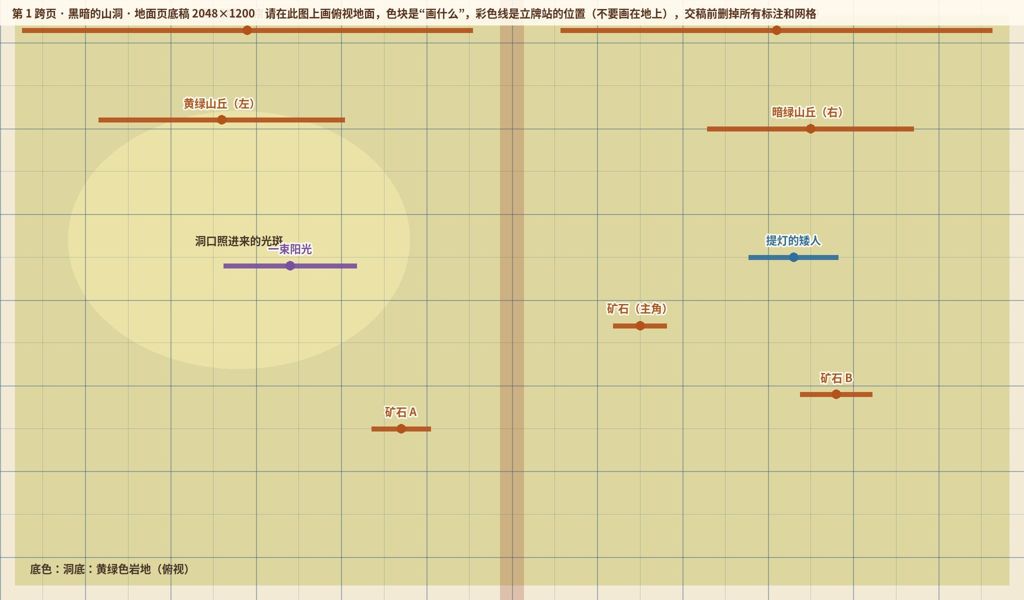 第 1 跨页 · 黑暗的山洞 · 地面页底稿 2048×1200 请在此图上画俯视地面，色块是“画什么”，彩色线是立牌站的位置（不要画在地上），交稿前删掉所有标注和网格
黄绿山丘（左）
暗绿山丘（右）
洞口照进来的光斑
一束阳光
提灯的矮人
矿石（主角）
矿石 B
矿石 A
底色：洞底：黄绿色岩地（俯视）